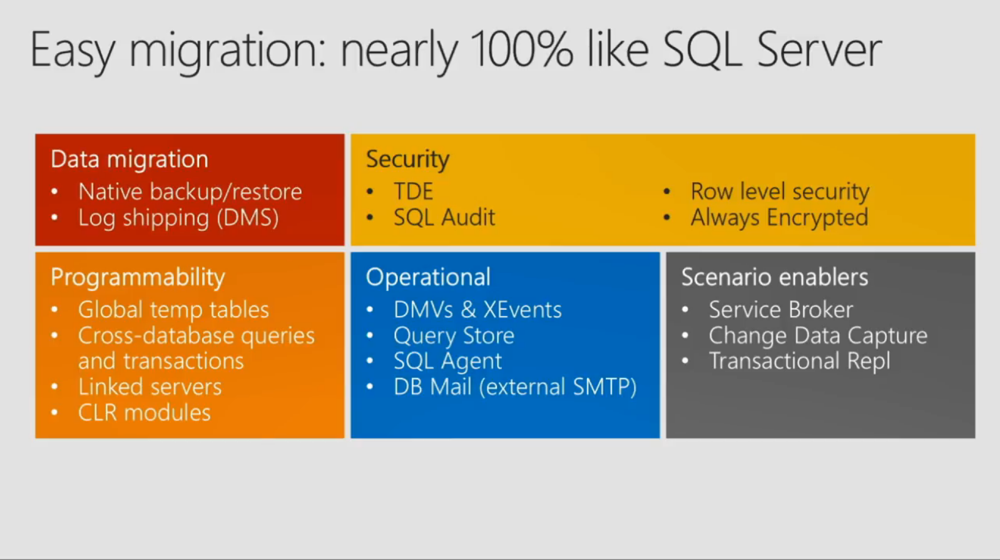 Easy migration: nearly 100% like SQL Server
Data migration
• Native backup/restore
• Log shipping (DMS)
Security
• TDE
• SQL Audit
• Row level security
• Always Encrypted
Programmability
• Global temp tables
• Cross-database queries
and transactions
• Linked servers
• CLR modules
Operational
• DMVs & XEvents
• Query Store
• SQL Agent
• DB Mail (external SMTP)
Scenario enablers
• Service Broker
• Change Data Capture
• Transactional Repl